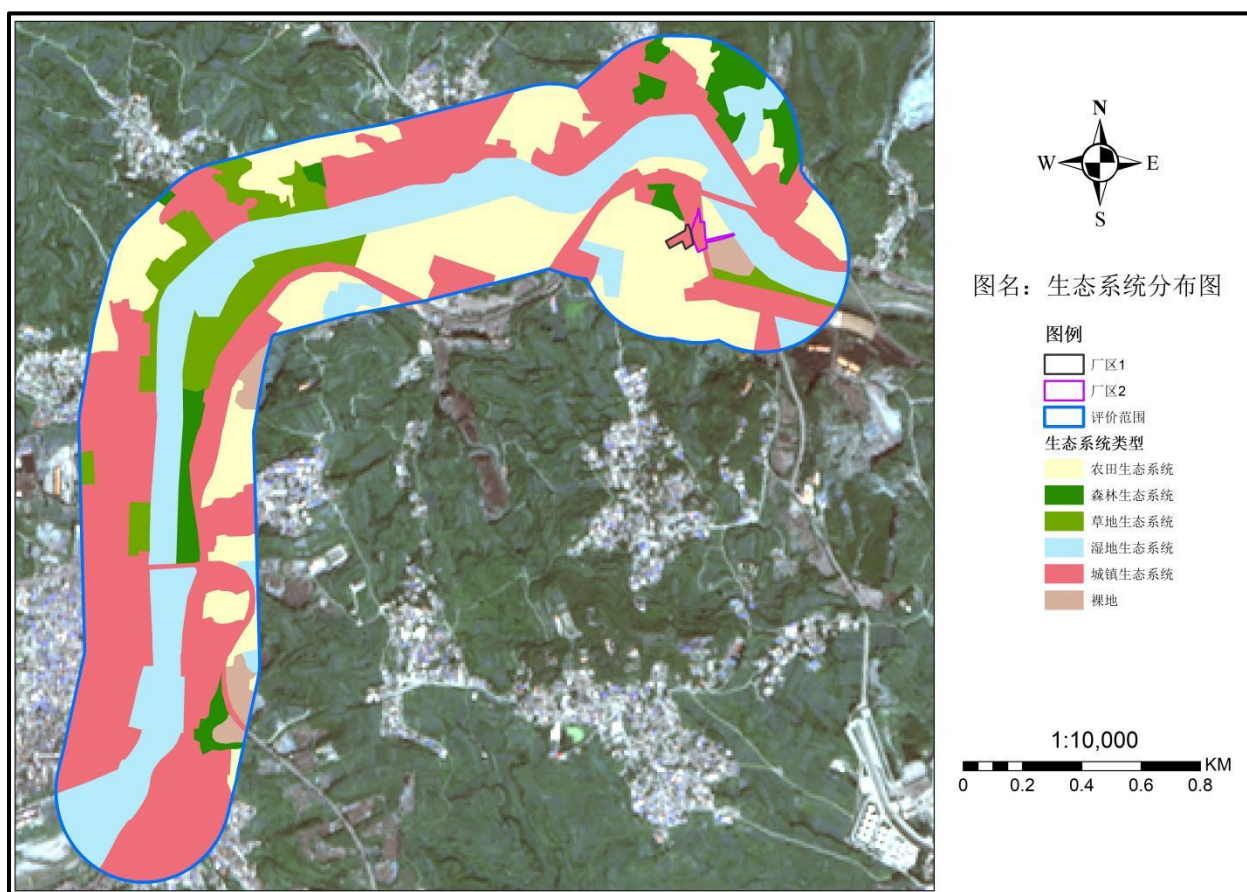 N
W E
S
图名：生态系统分布图
图例
厂区1
厂区2
评价范围
生态系统类型
农田生态系统
森林生态系统
草地生态系统
湿地生态系统
城镇生态系统
裸地
1:10,000
KM
0 0.2 0.4 0.6 0.8